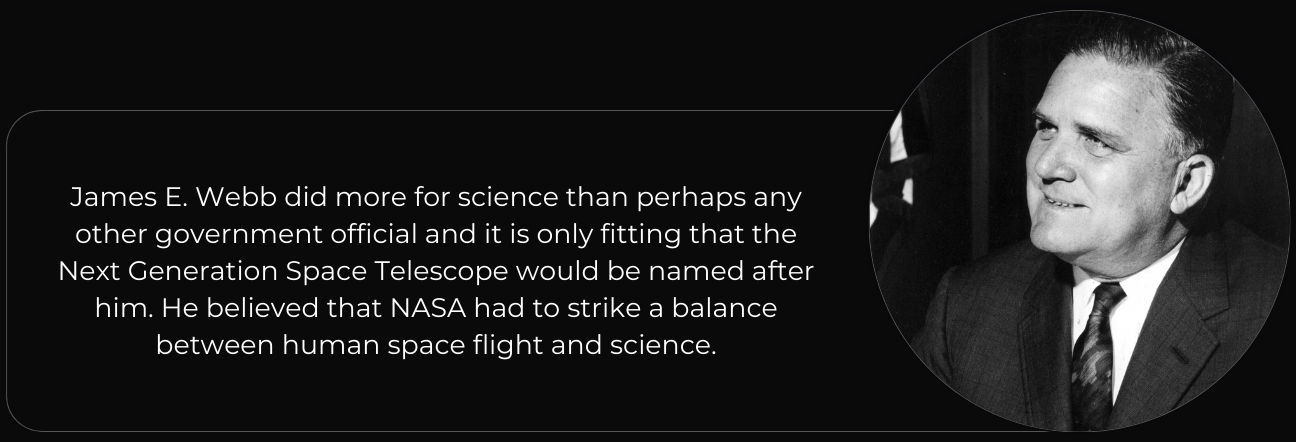 James E. Webb did more for science than perhaps any
other government official and it is only fitting that the
Next Generation Space Telescope would be named after
him. He believed that NASA had to strike a balance
between human space flight and science.